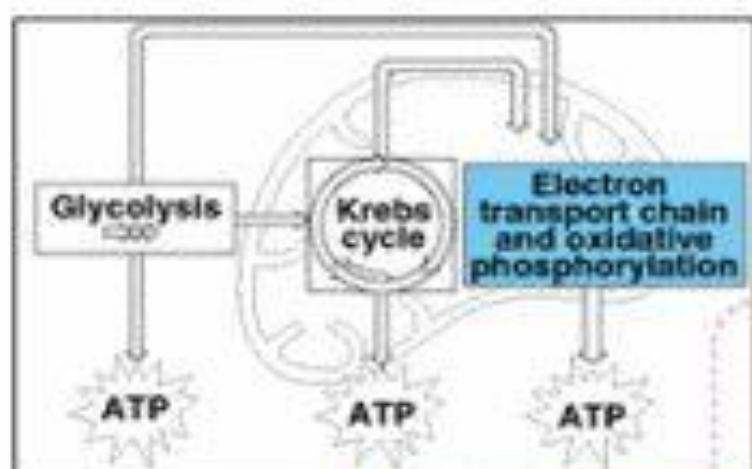 Glycolysis
Krebs
cycle
Electron
transport chain
and oxidative
phosphorylation
ATP
ATP
ATP